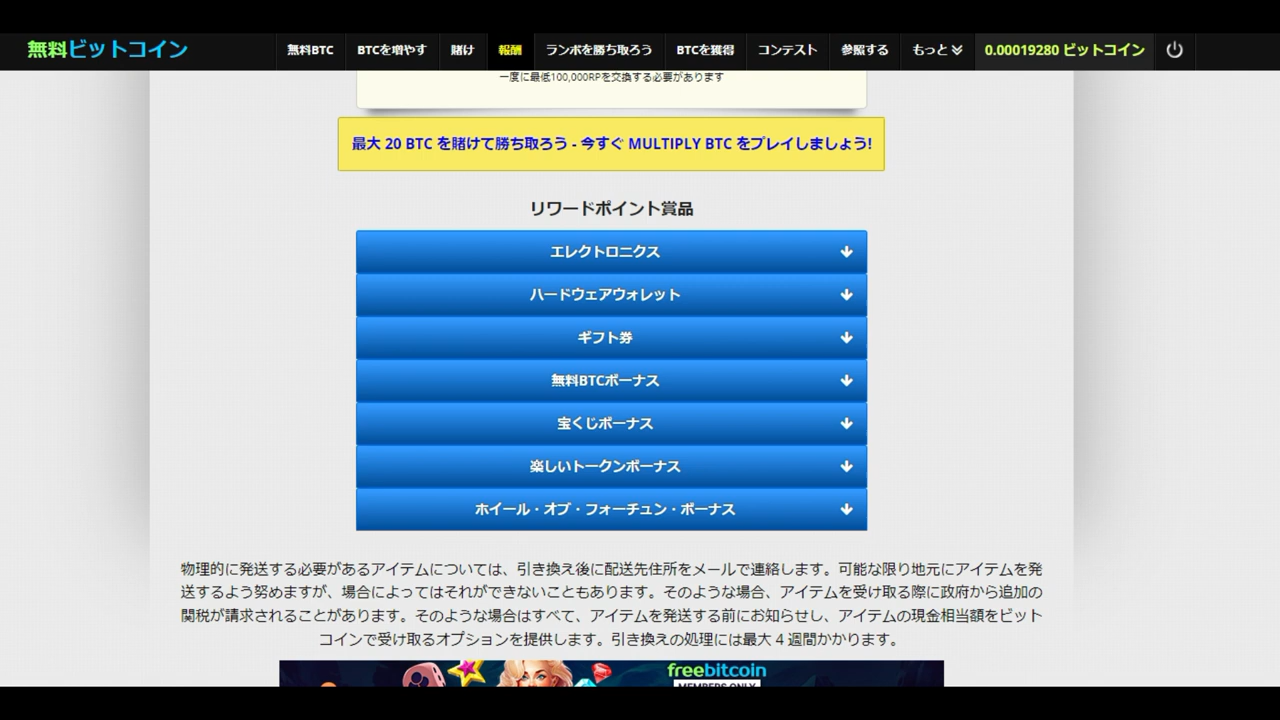 無料ビットコイン
無料BTC BTCを増やす 賭け 報酬 ランボを勝ち取ろう BTCを獲得 コンテスト 参照する もっと 0.00019280 ビットコイン
一度に最低100,000RPを交換する必要があります
最大 20 BTC を賭けて勝ち取ろう - 今すぐ MULTIPLY BTC をプレイしましょう!
リワードポイント賞品
エレクトロニクス
ハードウェアウォレット
ギフト券
無料BTCボーナス
宝くじボーナス
楽しいトークンボーナス
ホイール・オブ・フォーチュン・ボーナス
物理的に発送する必要があるアイテムについては、引き換え後に配送先住所をメールで連絡します。可能な限り地元にアイテムを発
送するよう努めますが、場合によってはそれができないこともあります。そのような場合、アイテムを受け取る際に政府から追加の
関税が請求されることがあります。そのような場合はすべて、アイテムを発送する前にお知らせし、アイテムの現金相当額をビット
コインで受け取るオプションを提供します。引き換えの処理には最大 4 週間かかります。
freebitcoin
MEMBERS ONLY